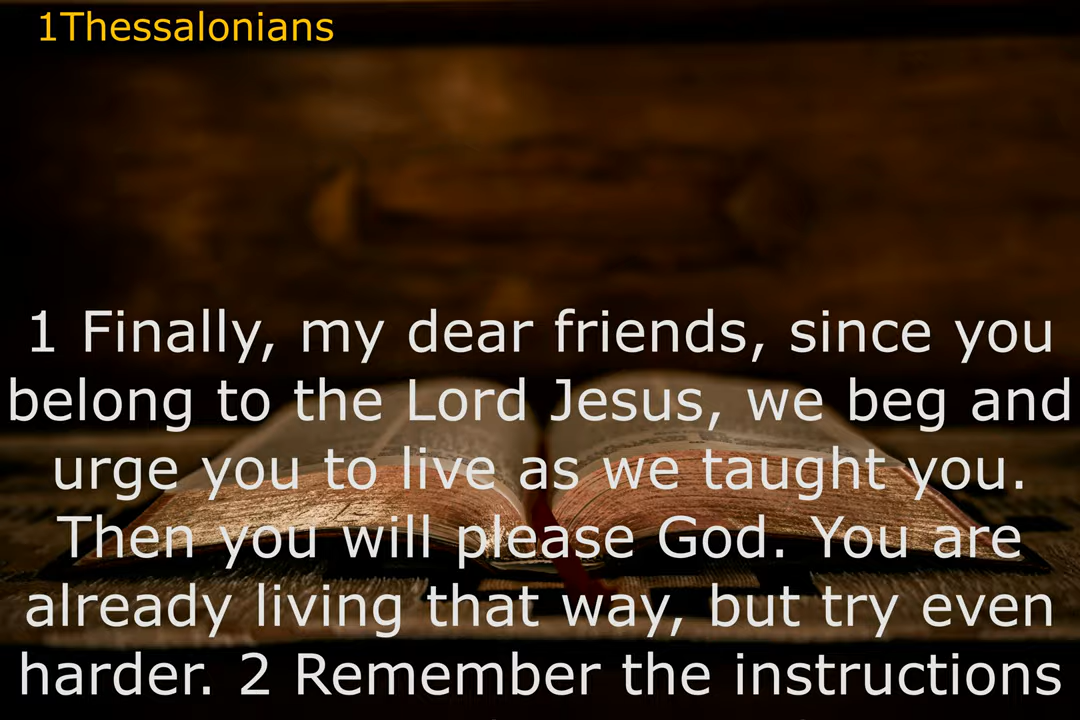 1Thessalonians
1 Finally, my dear friends, since you
belong to the Lord Jesus, we beg and
urge you to live as we taught you.
Then you will please God. You are
already living that way, but try even
harder. 2 Remember the instructions